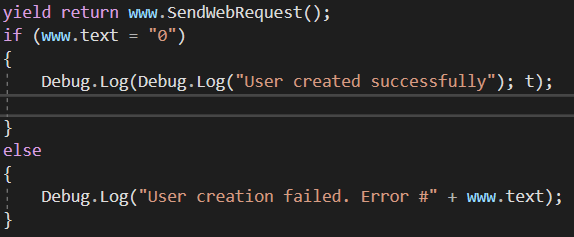 yield return www.SendWebRequest();
if (www.text = "0")
{
Debug.Log(Debug.Log("User created successfully"); t);
}
else
{
Debug.Log("User creation failed. Error #" + www.text);
}